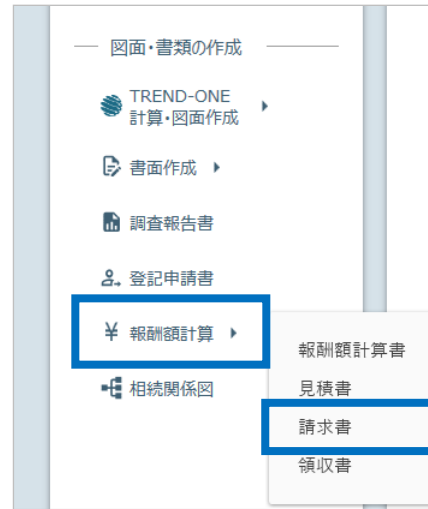 図面・書類の作成
TREND-ONE
計算・図面作成
書面作成
調査報告書
登記申請書
¥ 報酬額計算
報酬額計算書
見積書
相続関係図
請求書
領収書